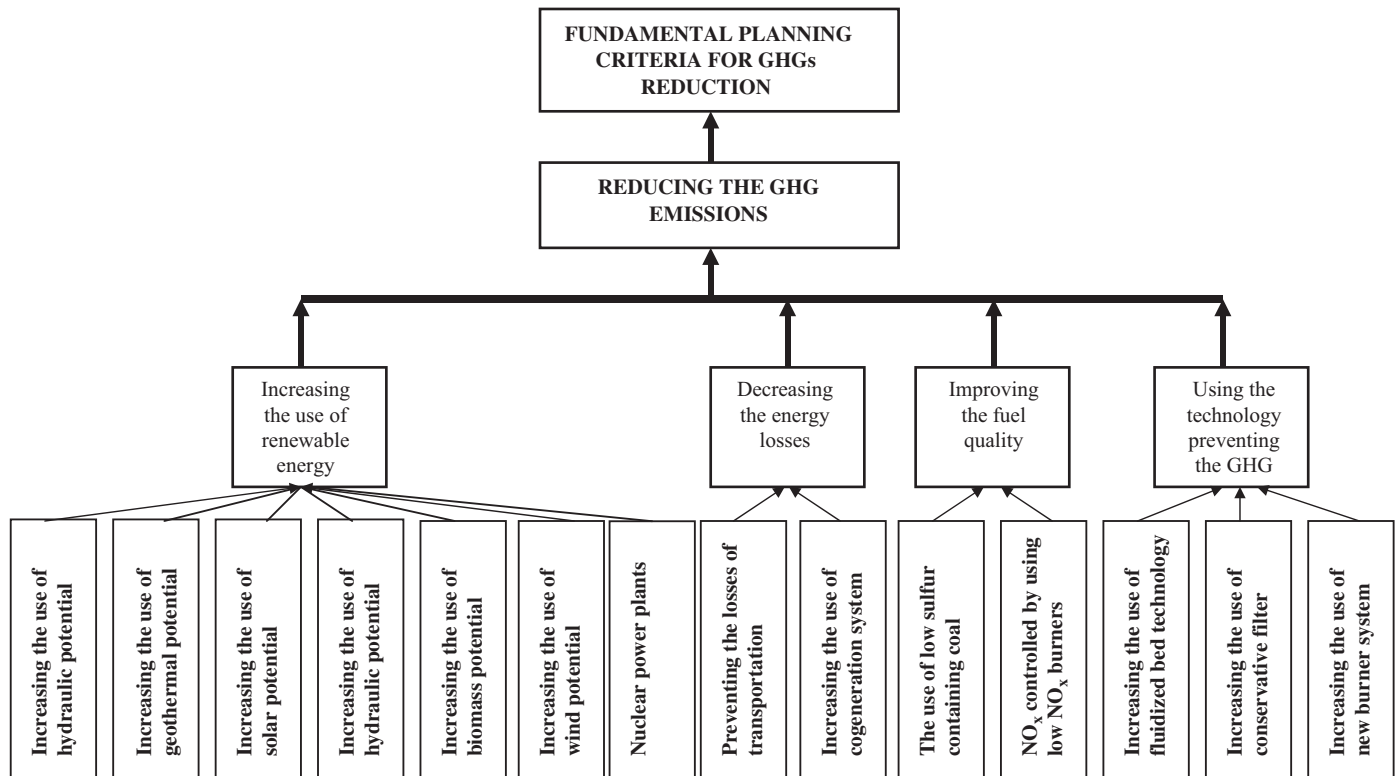 FUNDAMENTAL PLANNING
CRITERIA FOR GHGs
REDUCTION
REDUCING THE GHG
EMISSIONS
Increasing
the use of
renewable
energy
Decreasing
the energy
losses
Improving
the fuel
quality
Using the
technology
preventing
the GHG
Increasing the use of
hydraulic potential
Increasing the use of
geothermal potential
Increasing the use of
solar potential
Increasing the use of
hydraulic potential
Increasing the use of
biomass potential
Increasing the use of
wind potential
Nuclear power plants
Preventing the losses of
transportation
Increasing the use of
cogeneration system
The use of low sulfur
containing coal
NOx controlled by using
low NOx burners
Increasing the use of
fluidized bed technology
Increasing the use of
conservative filter
Increasing the use of
new burner system